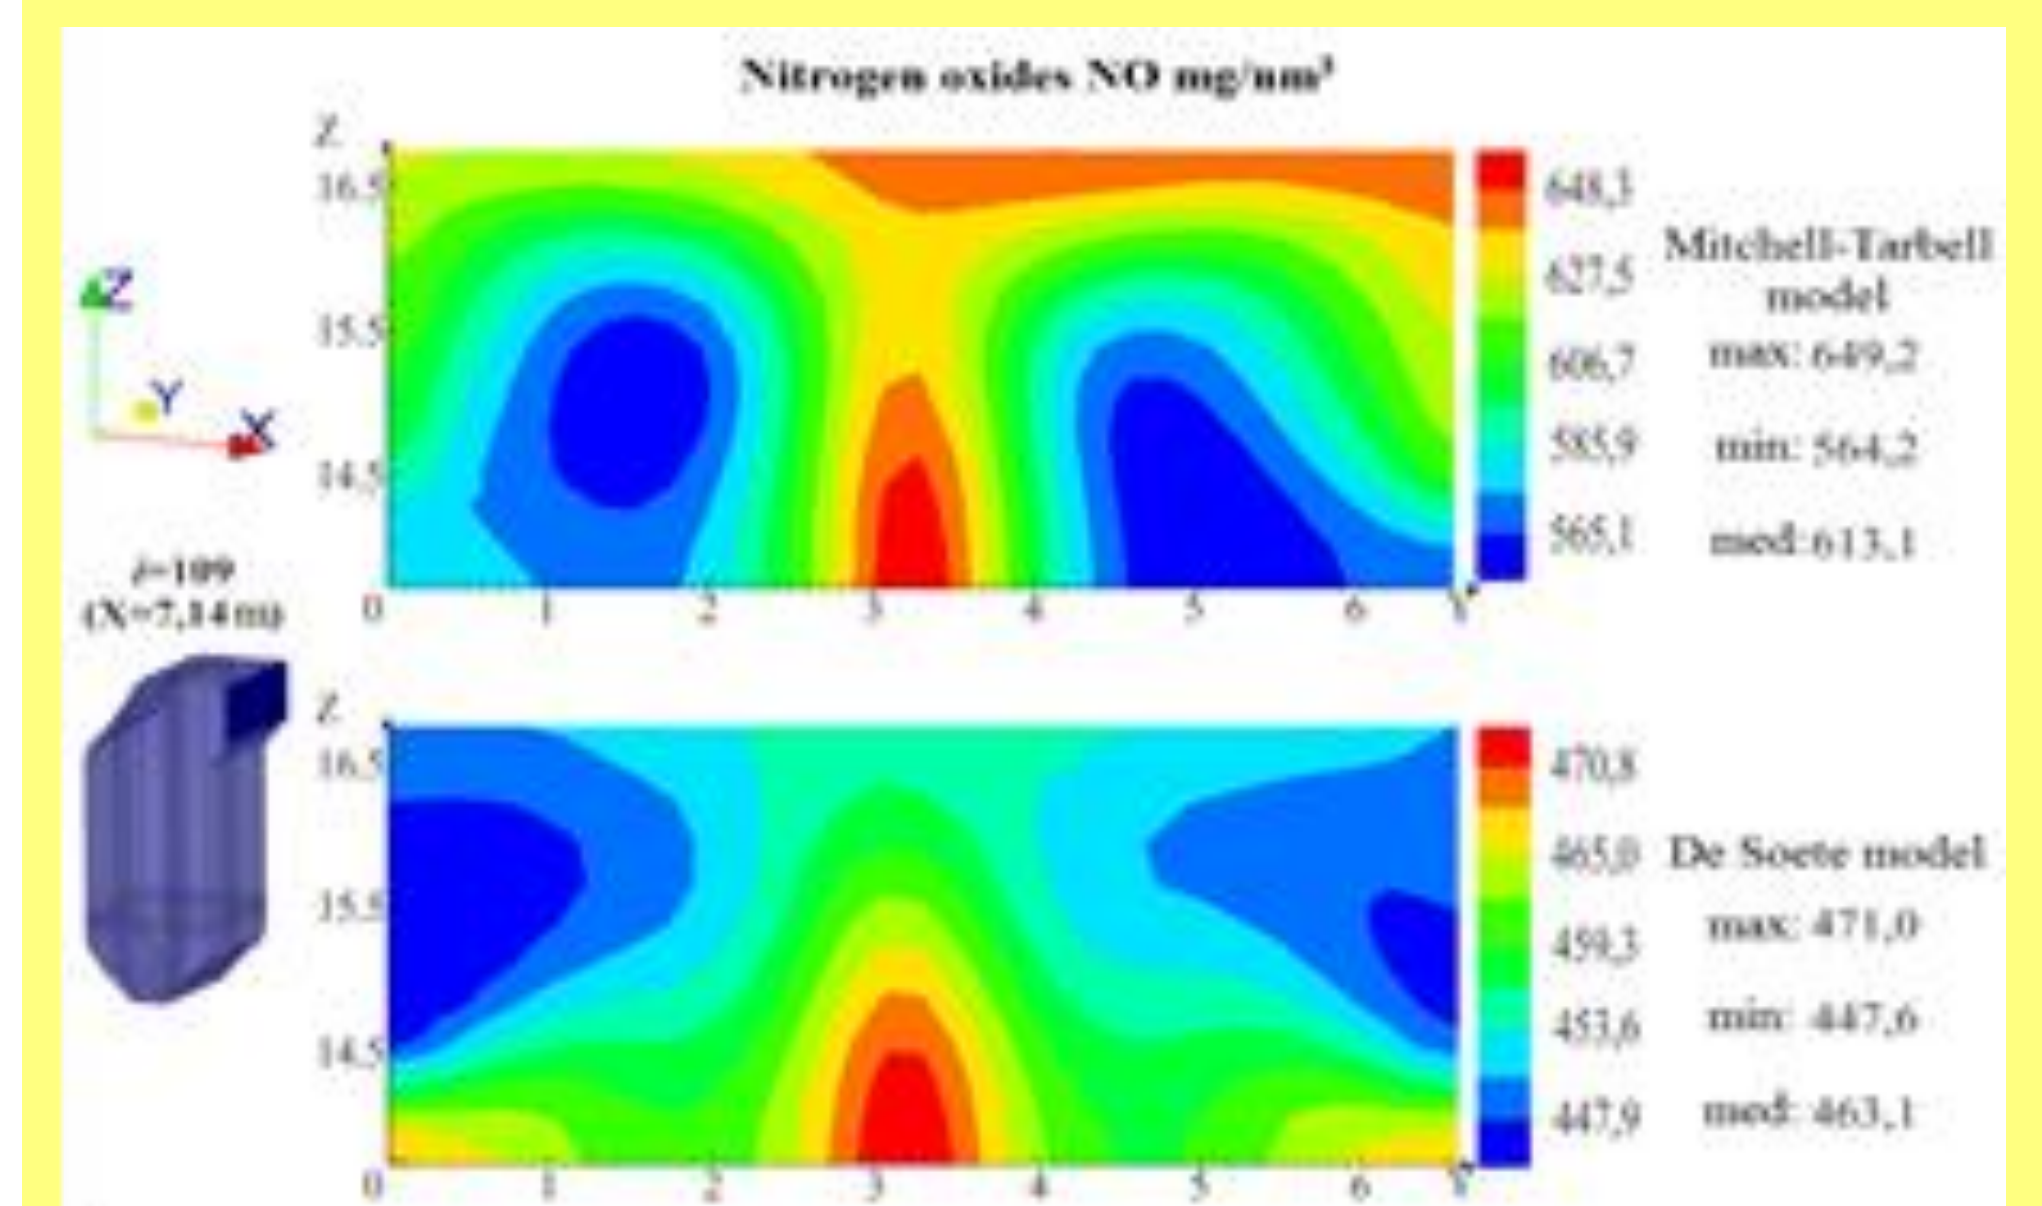 Nitrogen oxides NO mg/nm³
Z
16.5
15.5
14.5
0 1 2 3 4 5 6 Y
648,3
627,5
606,7
585,9
565,1
Mitchell-Tarbell
model
max: 649,2
min: 564,2
med:613,1
Z
Y
X
i=109
(X=7,14 m)
Z
16.5
15.5
14.5
0 1 2 3 4 5 6 Y
470,8
465,0
459,3
453,6
447,9
De Soete model
max: 471,0
min: 447,6
med: 463,1